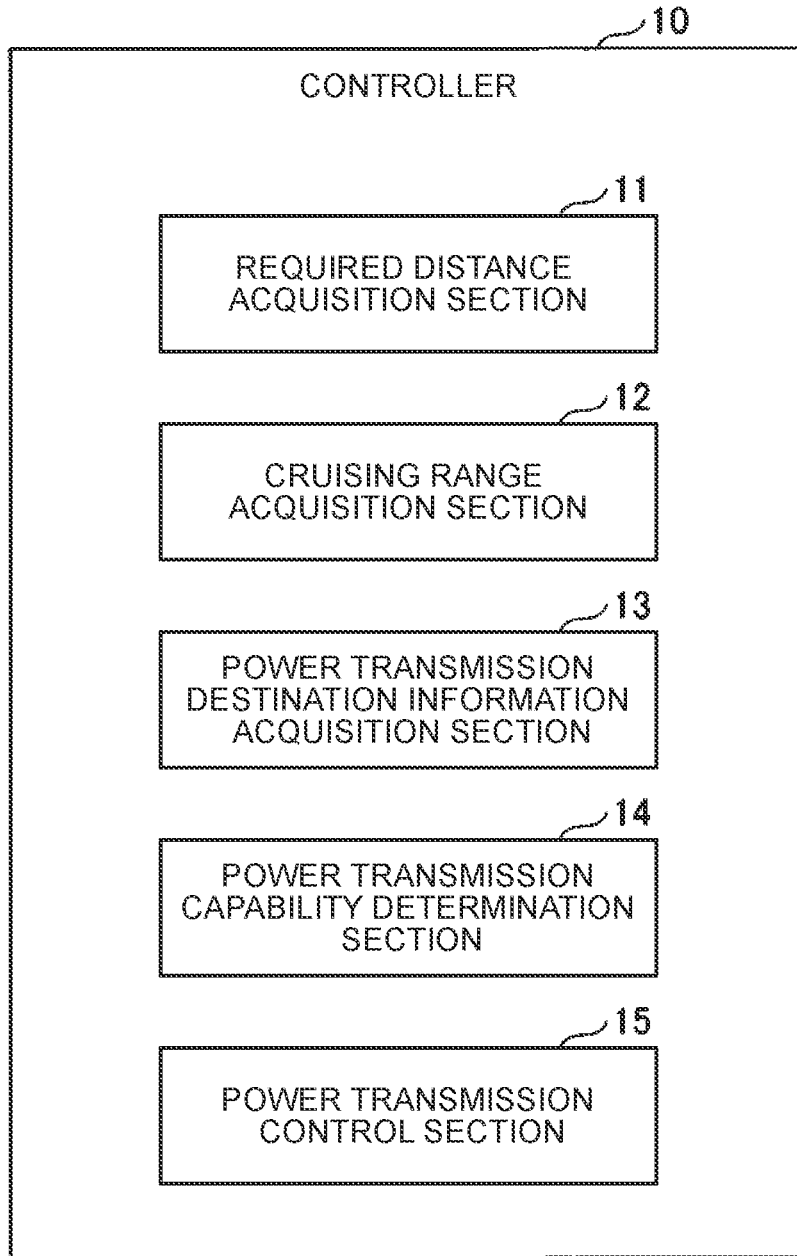 10
CONTROLLER
11
REQUIRED DISTANCE
ACQUISITION SECTION
12
CRUISING RANGE
ACQUISITION SECTION
13
POWER TRANSMISSION
DESTINATION INFORMATION
ACQUISITION SECTION
14
POWER TRANSMISSION
CAPABILITY DETERMINATION
SECTION
15
POWER TRANSMISSION
CONTROL SECTION